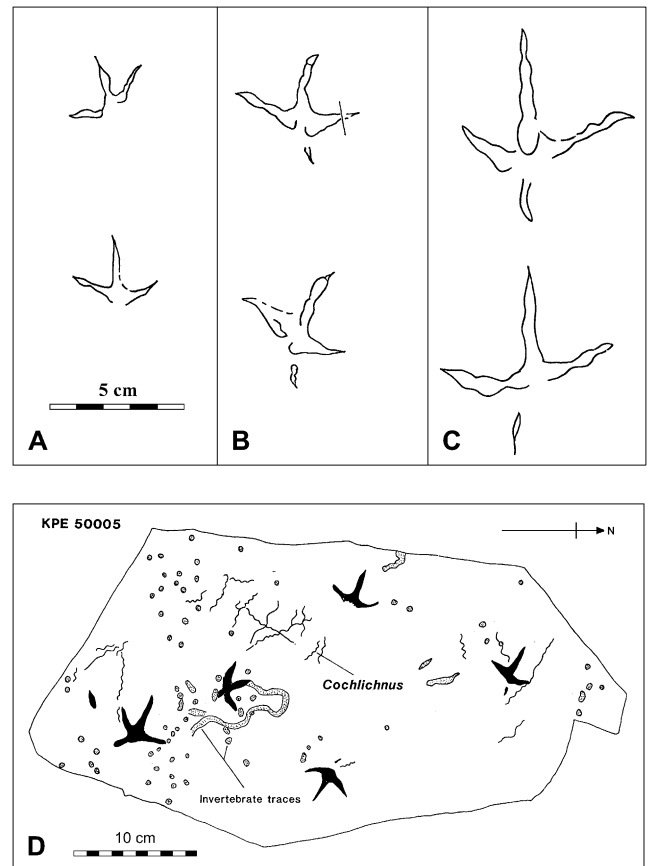 5 cm
A
B
C
KPE 50005
N
Cochlichnus
Invertebrate traces
D
10 cm